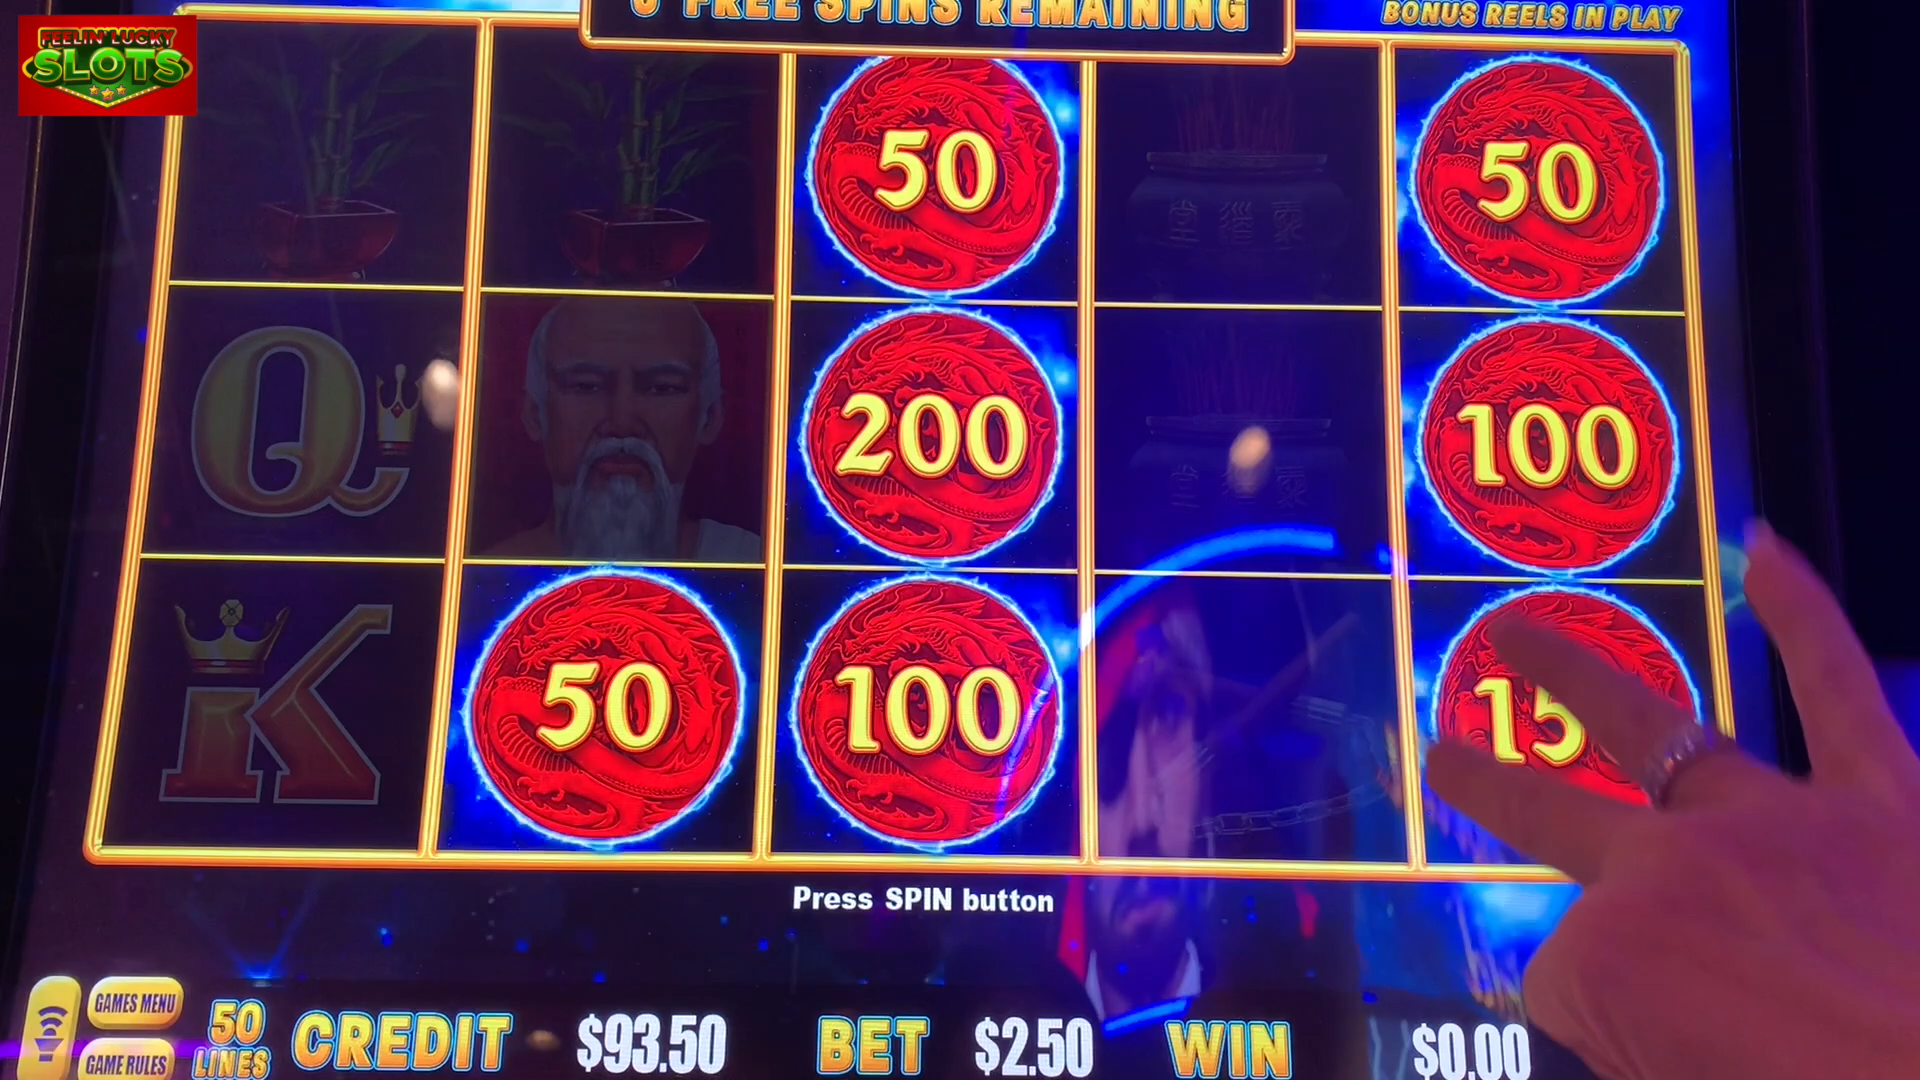 FEELIN' LUCKY
SLOTS
FREE SPINS REMAINING
BONUS REELS IN PLAY
50
50
Q
200
100
K
50
100
15
Press SPIN button
GAMES MENU
GAME RULES
50
LINES
CREDIT
$93.50
BET
$2.50
WIN
$0.00